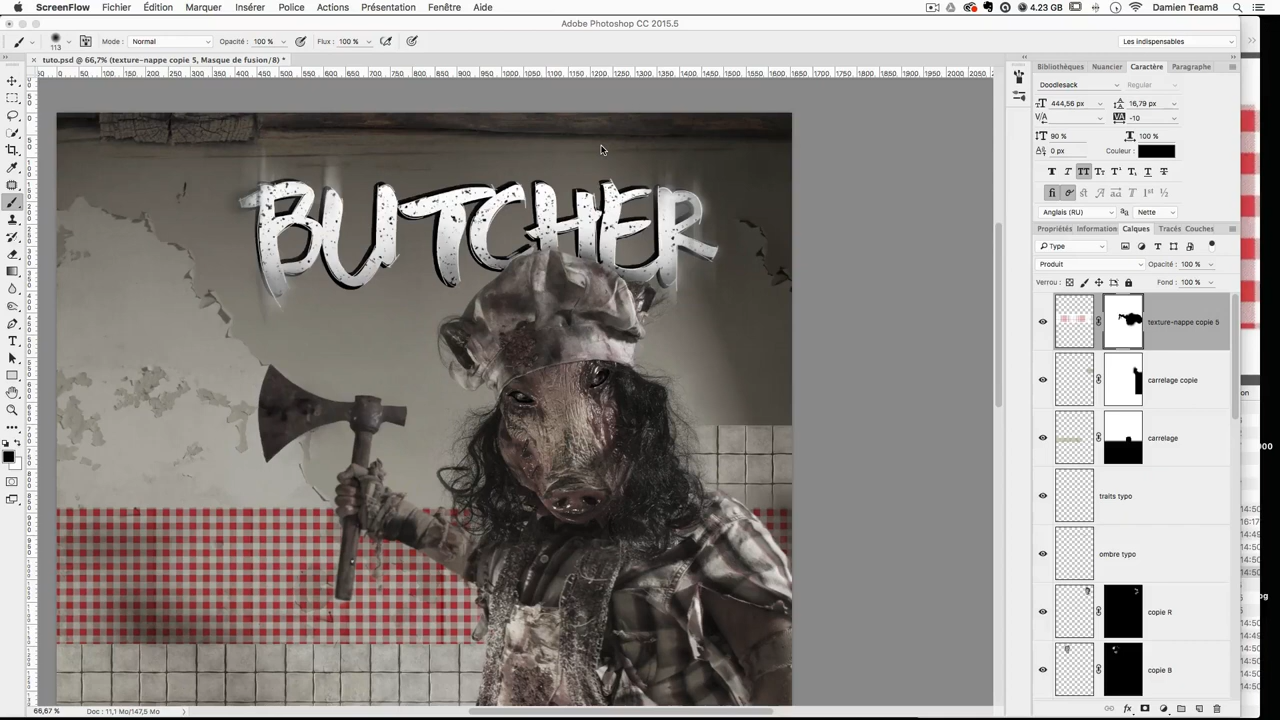 ScreenFlow Fichier Édition Marquer Insérer Police Actions Présentation Fenêtre Aide 4.23 GB Damien Team8
Adobe Photoshop CC 2015.5
113 Mode : Normal Opacité : 100 % Flux : 100 % Les indispensables
tuto.psd @ 66,7% (texture-nappe copie 5, Masque de fusion/8) *
Bibliothèques Nuancier Caractère Paragraphe
Doodlesack Regular
444,56 px 16,79 px
-10
90 % 100 %
0 px Couleur :
Anglais (RU) Nette
Propriétés Information Calques Tracés Couches
Type
Produit Opacité : 100 %
Verrou : Fond : 100 %
texture-nappe copie 5
carrelage copie
carrelage
traits typo
ombre typo
copie R
copie B
BUTCHER
66,67 % Doc : 11,1 Mo/147,5 Mo